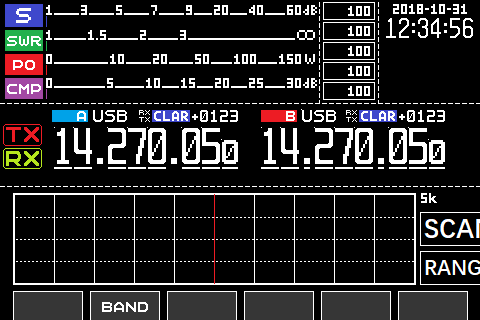 S 1 3 5 7 9 20 40 60dB 100 2018-10-31
SWR 1 1.5 2 3 ∞ 100 12:34:56
PO 0 10 20 50 100 150W 100
CMP 0 5 10 15 20 25 30dB 100
100
A USB RX TX CLAR +0123 B USB RX TX CLAR +0123
TX 14.270.050 14.270.050
RX
5k
SCAN
RANG
BAND